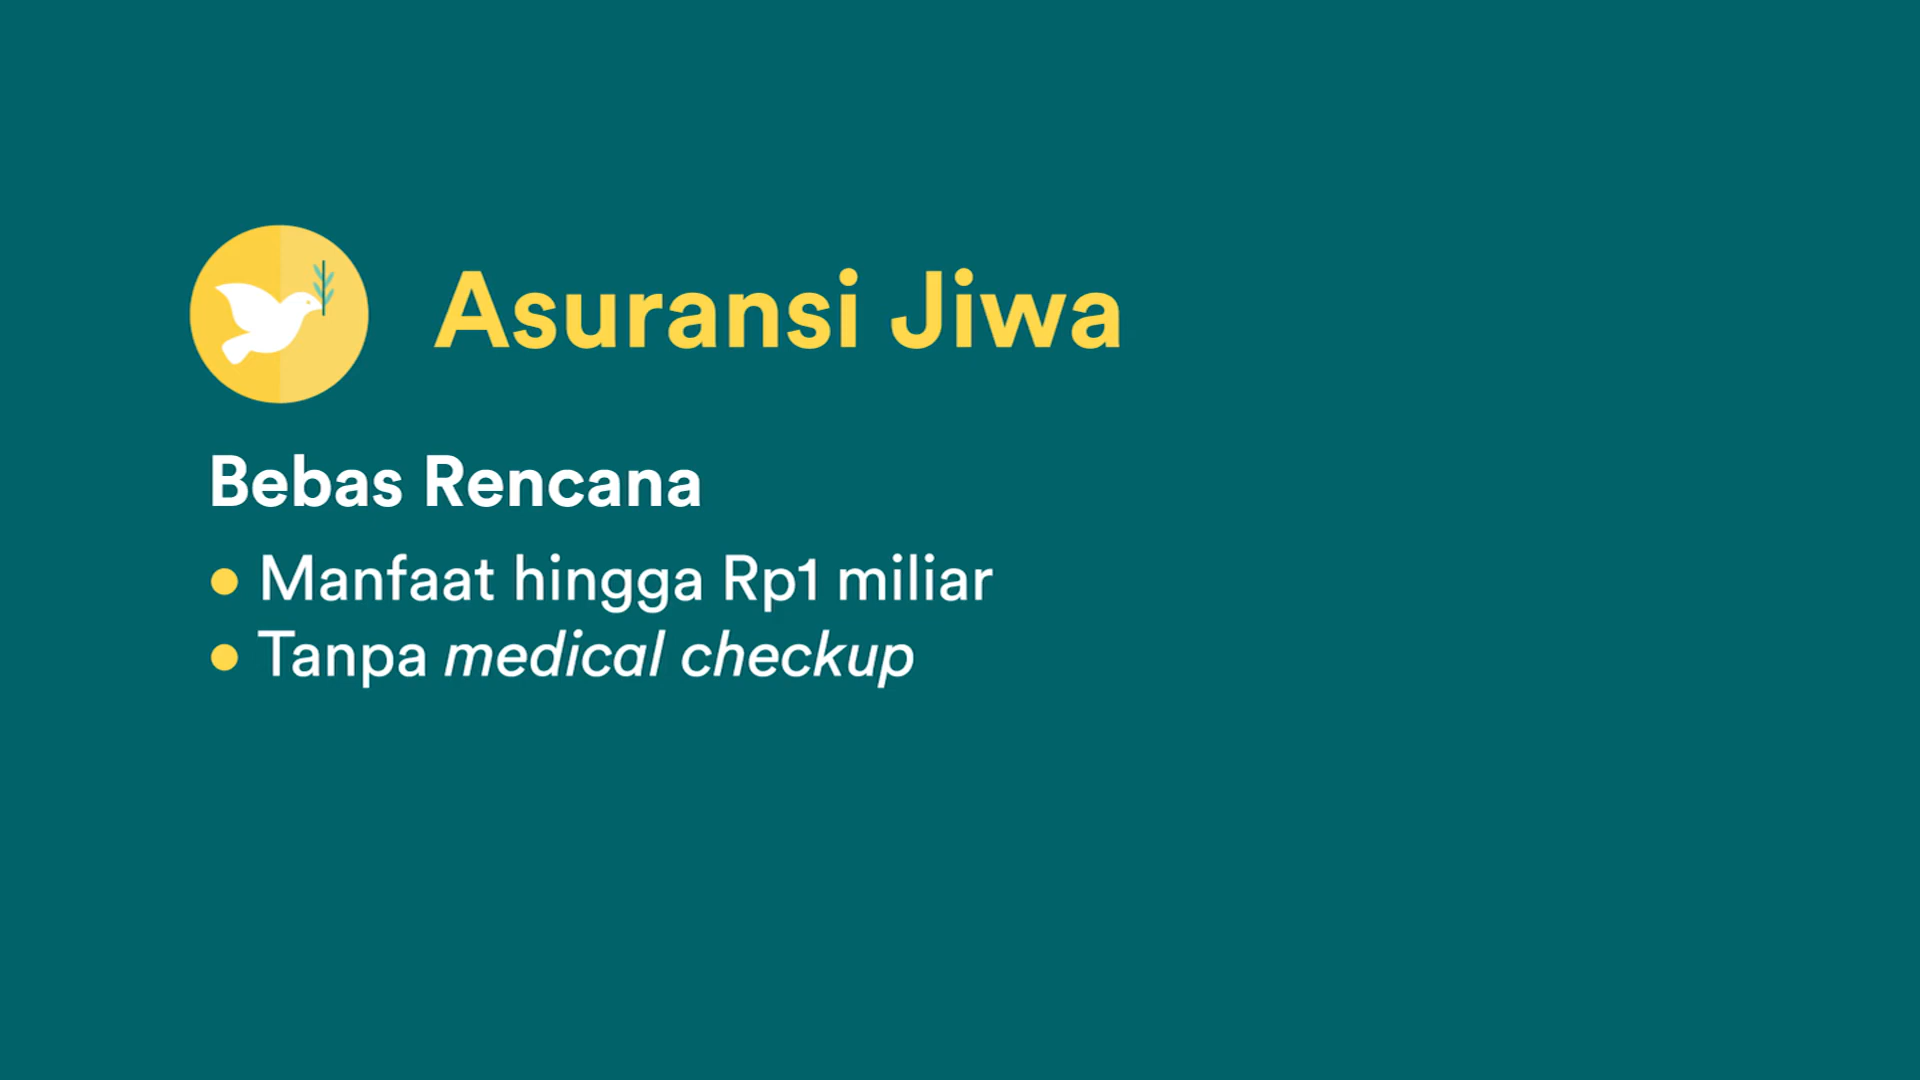 Asuransi Jiwa
Bebas Rencana
Manfaat hingga Rp1 miliar
Tanpa medical checkup